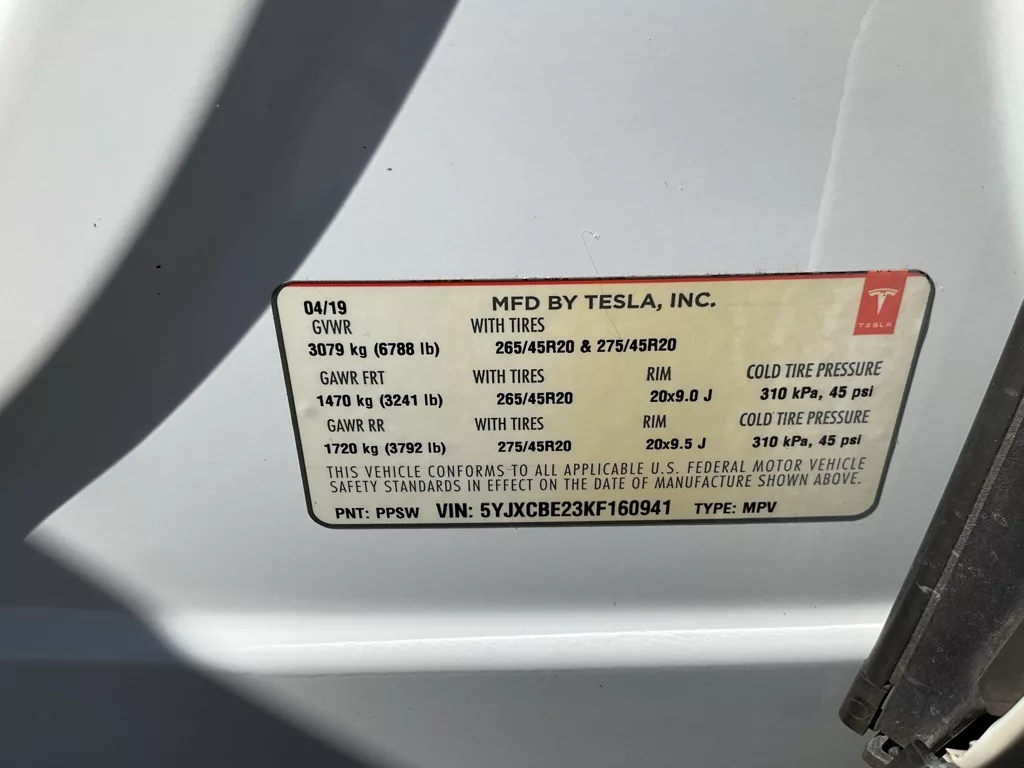 04/19 MFD BY TESLA, INC.
TESLA
GVWR WITH TIRES
3079 kg (6788 lb) 265/45R20 & 275/45R20
GAWR FRT WITH TIRES RIM COLD TIRE PRESSURE
1470 kg (3241 lb) 265/45R20 20x9.0 J 310 kPa, 45 psi
GAWR RR WITH TIRES RIM COLD TIRE PRESSURE
1720 kg (3792 lb) 275/45R20 20x9.5 J 310 kPa, 45 psi
THIS VEHICLE CONFORMS TO ALL APPLICABLE U.S. FEDERAL MOTOR VEHICLE
SAFETY STANDARDS IN EFFECT ON THE DATE OF MANUFACTURE SHOWN ABOVE.
PNT: PPSW VIN: 5YJXCBE23KF160941 TYPE: MPV